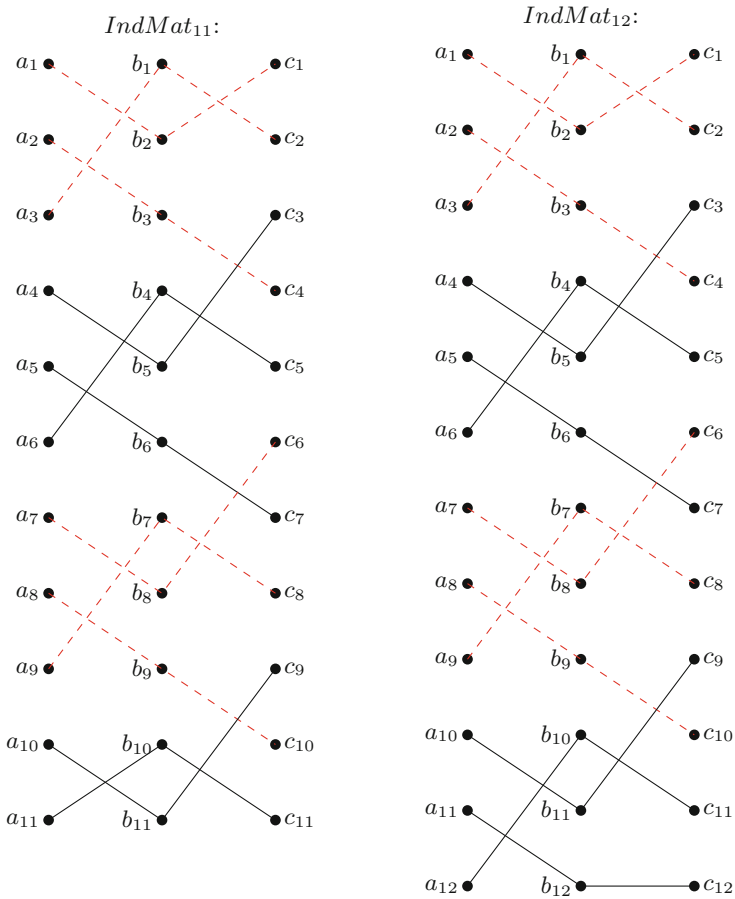 IndMat₁₁:
a₁ b₁ c₁
a₂ b₂ c₂
a₃ b₃ c₃
a₄ b₄ c₄
a₅ b₅ c₅
a₆ b₆ c₆
a₇ b₇ c₇
a₈ b₈ c₈
a₉ b₉ c₉
a₁₀ b₁₀ c₁₀
a₁₁ b₁₁ c₁₁
IndMat₁₂:
a₁ b₁ c₁
a₂ b₂ c₂
a₃ b₃ c₃
a₄ b₄ c₄
a₅ b₅ c₅
a₆ b₆ c₆
a₇ b₇ c₇
a₈ b₈ c₈
a₉ b₉ c₉
a₁₀ b₁₀ c₁₀
a₁₁ b₁₁ c₁₁
a₁₂ b₁₂ c₁₂